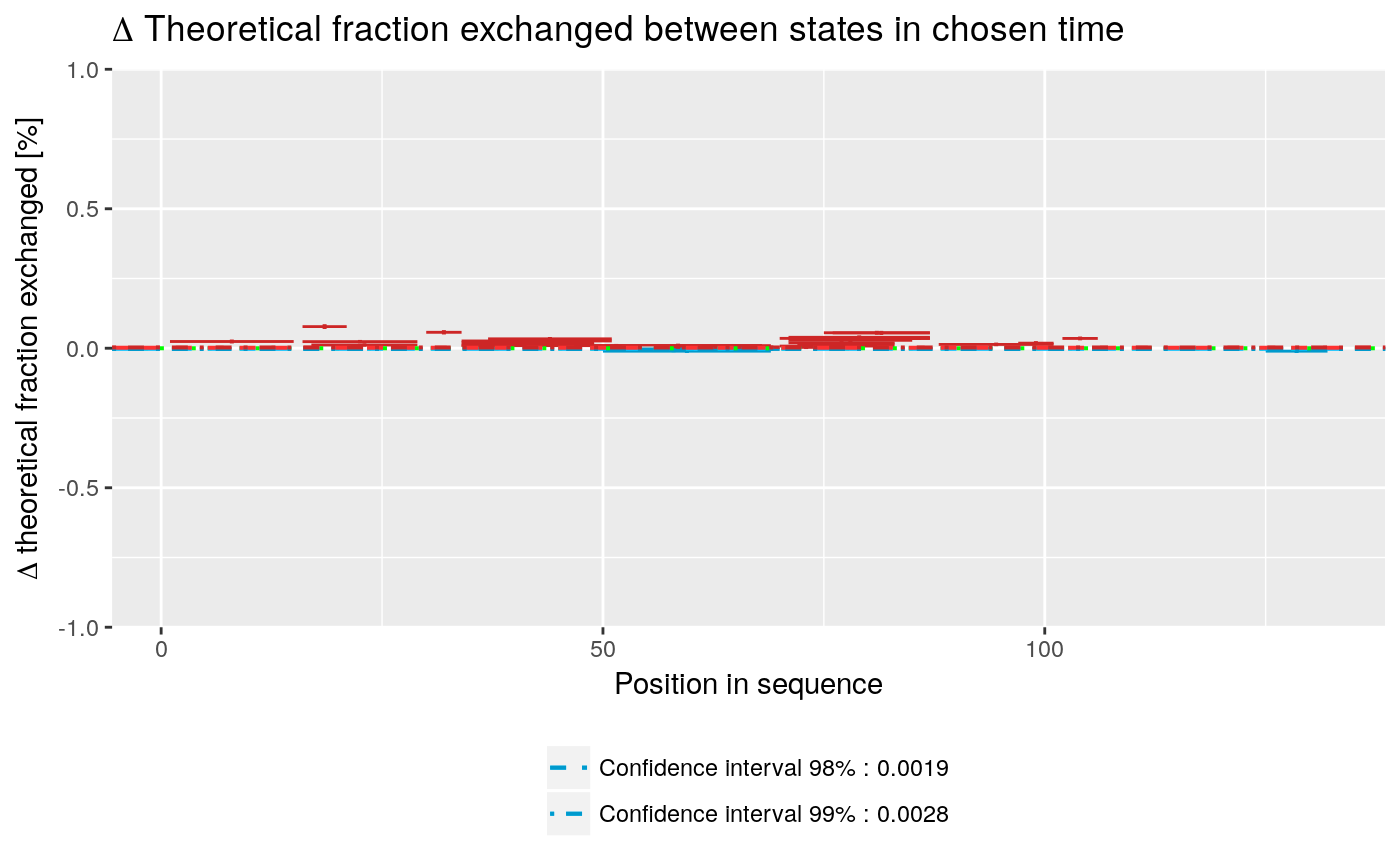 Δ Theoretical fraction exchanged between states in chosen time
Δ theoretical fraction exchanged [%]
1.0
0.5
0.0
-0.5
-1.0
0 50 100
Position in sequence
Confidence interval 98% : 0.0019
Confidence interval 99% : 0.0028